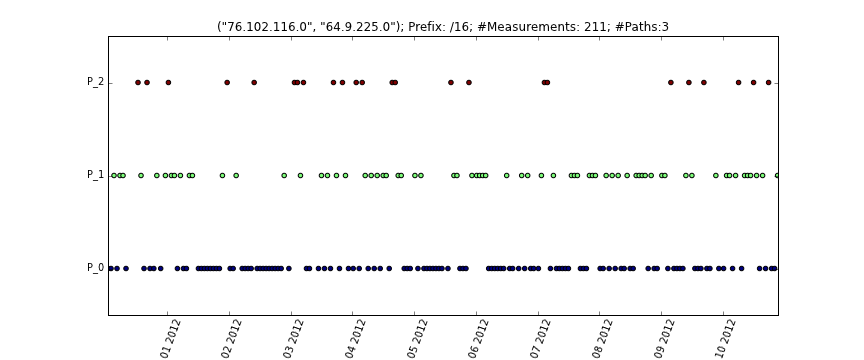 ("76.102.116.0", "64.9.225.0"); Prefix: /16; #Measurements: 211; #Paths:3
P_2
P_1
P_0
01 2012
02 2012
03 2012
04 2012
05 2012
06 2012
07 2012
08 2012
09 2012
10 2012